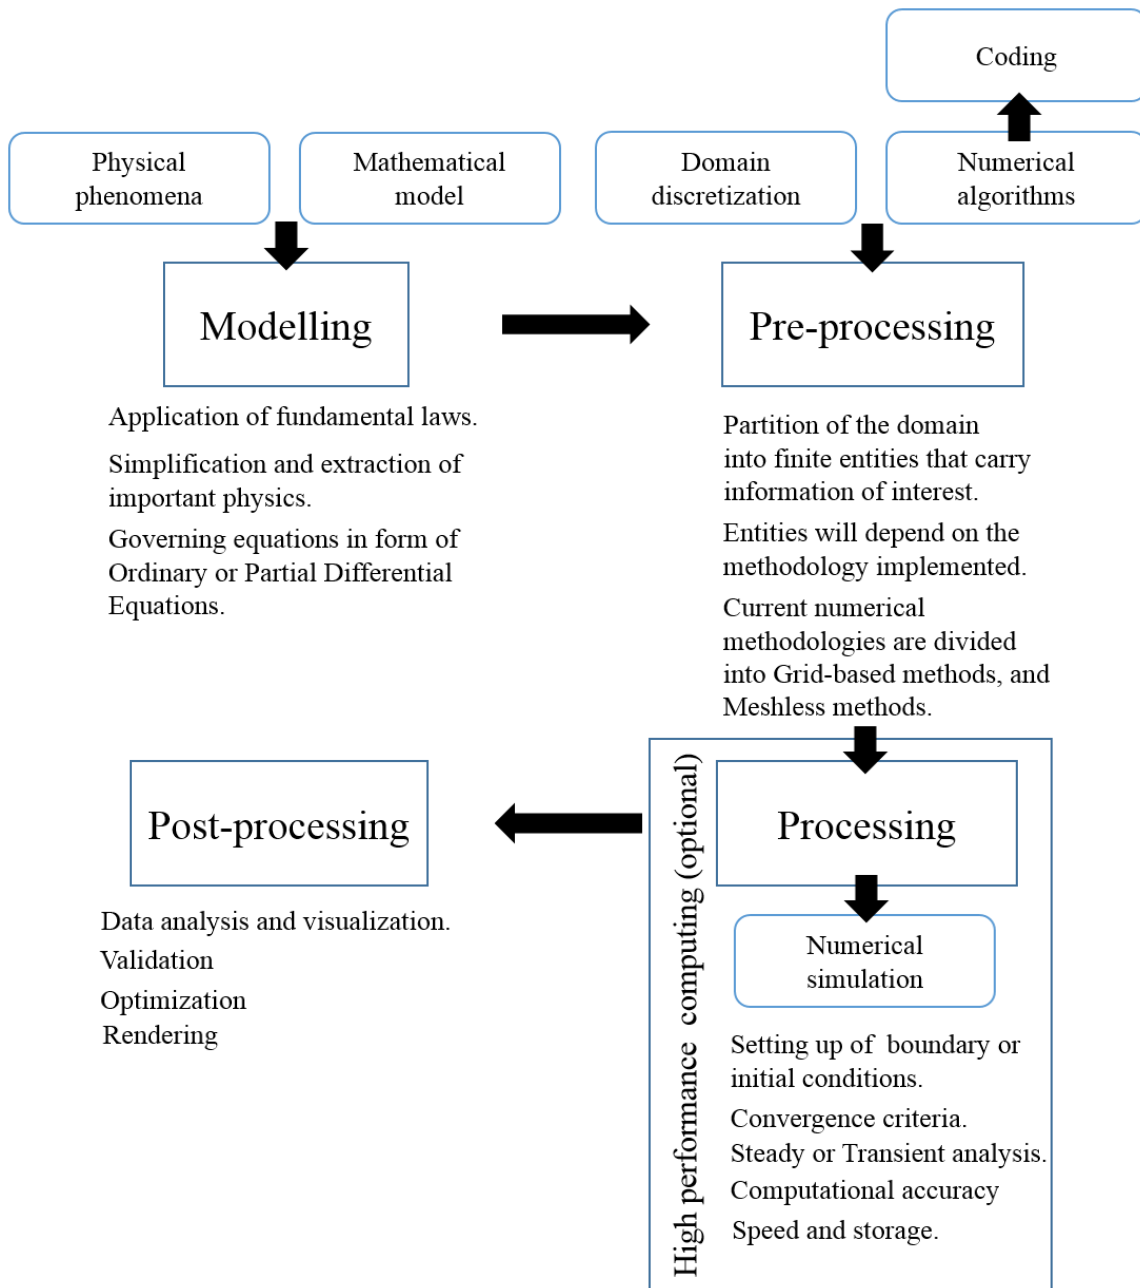 Coding
Physical
phenomena
Mathematical
model
Domain
discretization
Numerical
algorithms
Modelling
Pre-processing
Application of fundamental laws.
Simplification and extraction of
important physics.
Governing equations in form of
Ordinary or Partial Differential
Equations.
Partition of the domain
into finite entities that carry
information of interest.
Entities will depend on the
methodology implemented.
Current numerical
methodologies are divided
into Grid-based methods, and
Meshless methods.
Post-processing
Data analysis and visualization.
Validation
Optimization
Rendering
High performance computing (optional)
Processing
Numerical
simulation
Setting up of boundary or
initial conditions.
Convergence criteria.
Steady or Transient analysis.
Computational accuracy
Speed and storage.